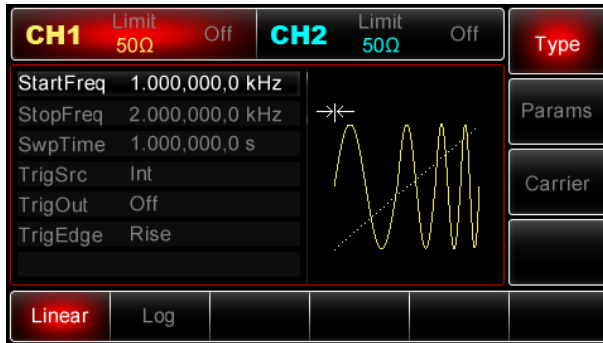 CH1 Limit 50Ω Off CH2 Limit 50Ω Off Type
StartFreq 1.000,000,0 kHz
StopFreq 2.000,000,0 kHz
Params
SwpTime 1.000,000,0 s
TrigSrc Int
Carrier
TrigOut Off
TrigEdge Rise
Linear Log